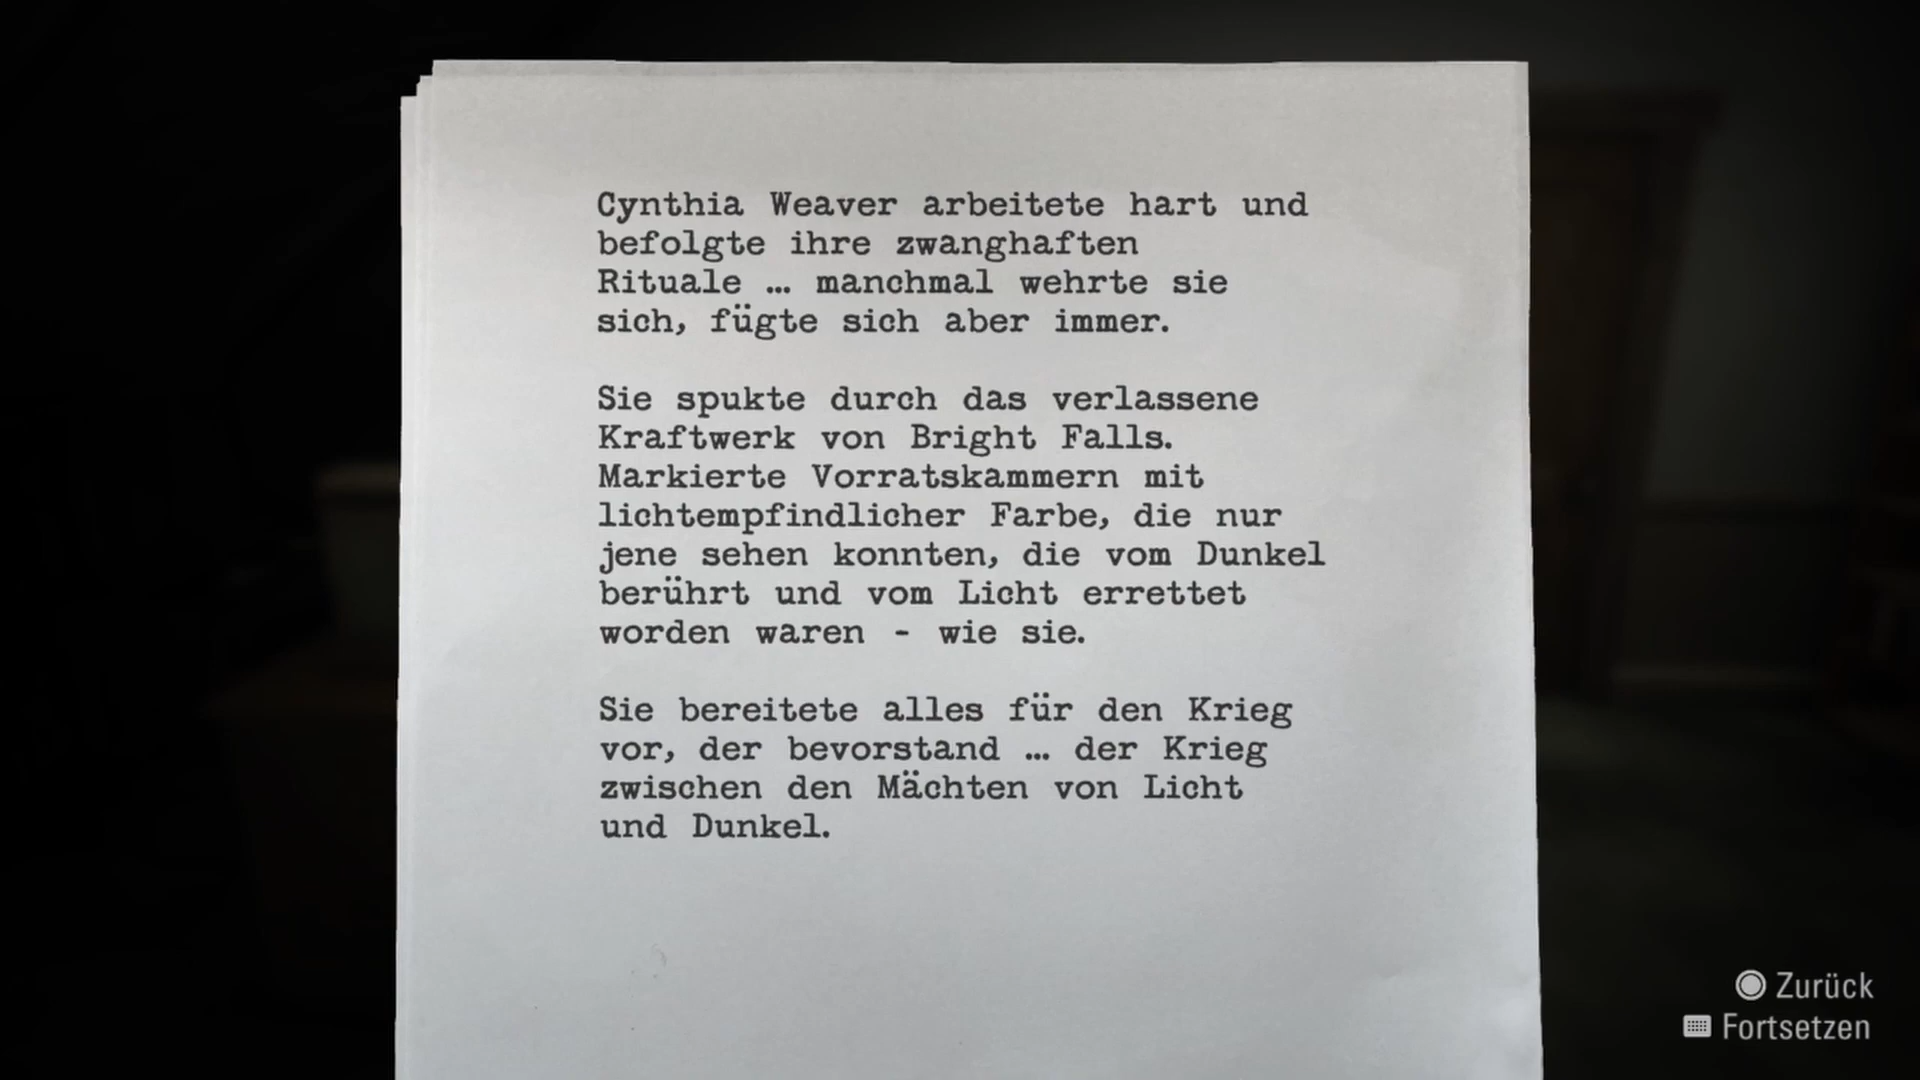 Cynthia Weaver arbeitete hart und
befolgte ihre zwanghaften
Rituale … manchmal wehrte sie
sich, fügte sich aber immer.
Sie spukte durch das verlassene
Kraftwerk von Bright Falls.
Markierte Vorratskammern mit
lichtempfindlicher Farbe, die nur
jene sehen konnten, die vom Dunkel
berührt und vom Licht errettet
worden waren - wie sie.
Sie bereitete alles für den Krieg
vor, der bevorstand … der Krieg
zwischen den Mächten von Licht
und Dunkel.
Zurück
Fortsetzen